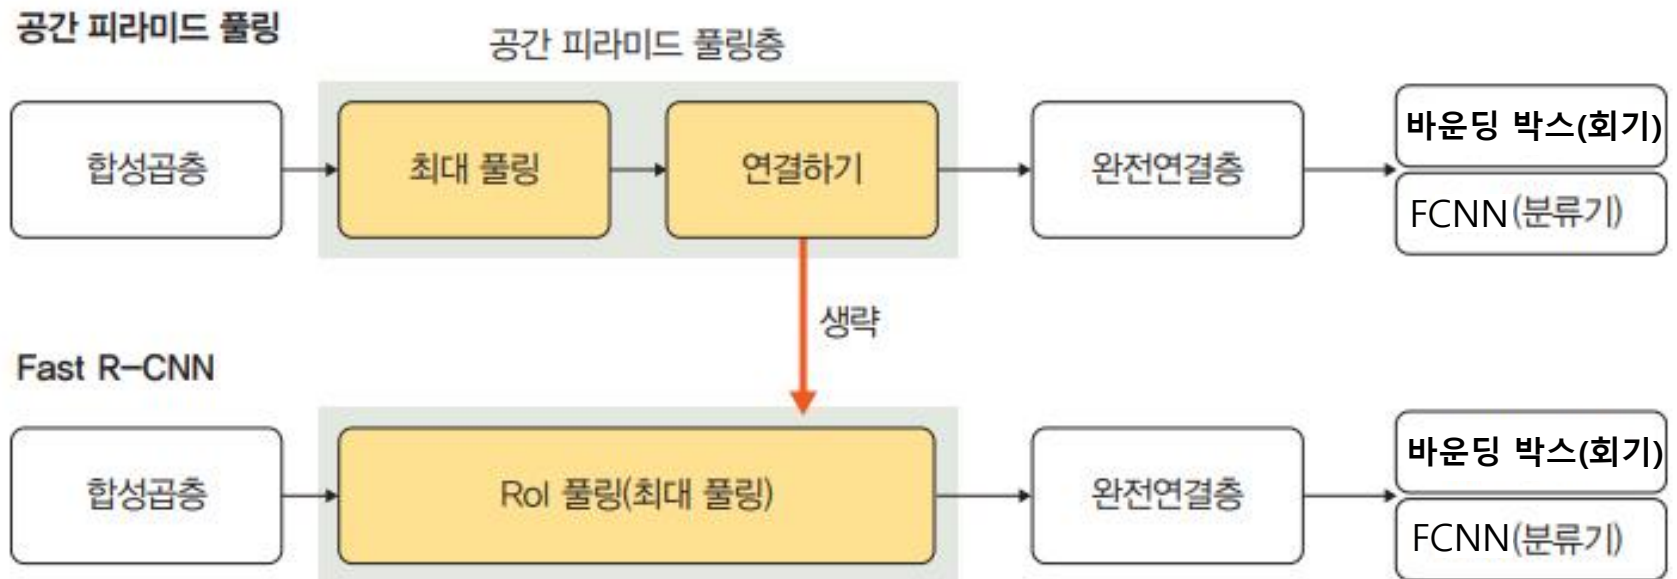 공간 피라미드 풀링
공간 피라미드 풀링층
합성곱층
최대 풀링
연결하기
완전연결층
바운딩 박스(회기)
FCNN(분류기)
생략
Fast R-CNN
합성곱층
RoI 풀링(최대 풀링)
완전연결층
바운딩 박스(회기)
FCNN(분류기)